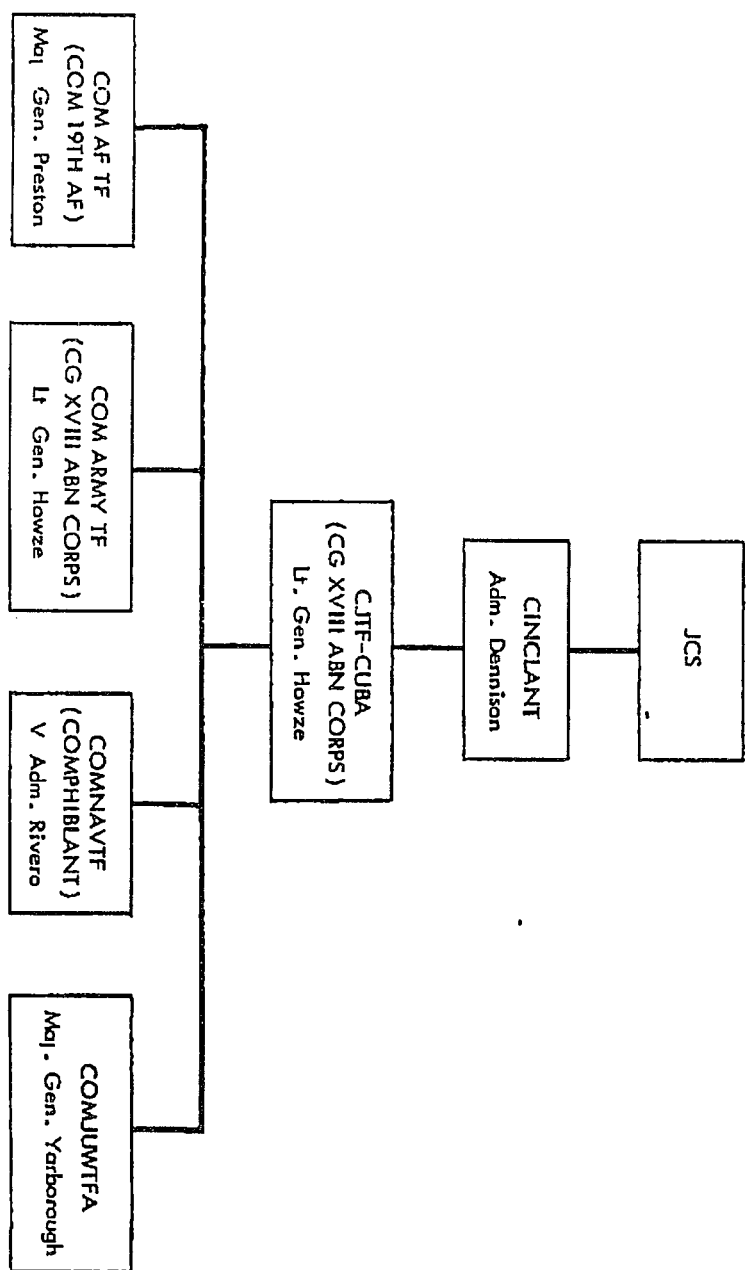 JCS
CINCLANT
Adm. Dennison
CJTF-CUBA
(CG XVIII ABN CORPS)
Lt. Gen. Howze
COM AF TF
(COM 19TH AF)
Maj Gen. Preston
COM ARMY TF
(CG XVIII ABN CORPS)
Lt Gen. Howze
COMNAVTF
(COMPHIBLANT)
V Adm. Rivero
COMJUWTFA
Maj. Gen. Yarborough